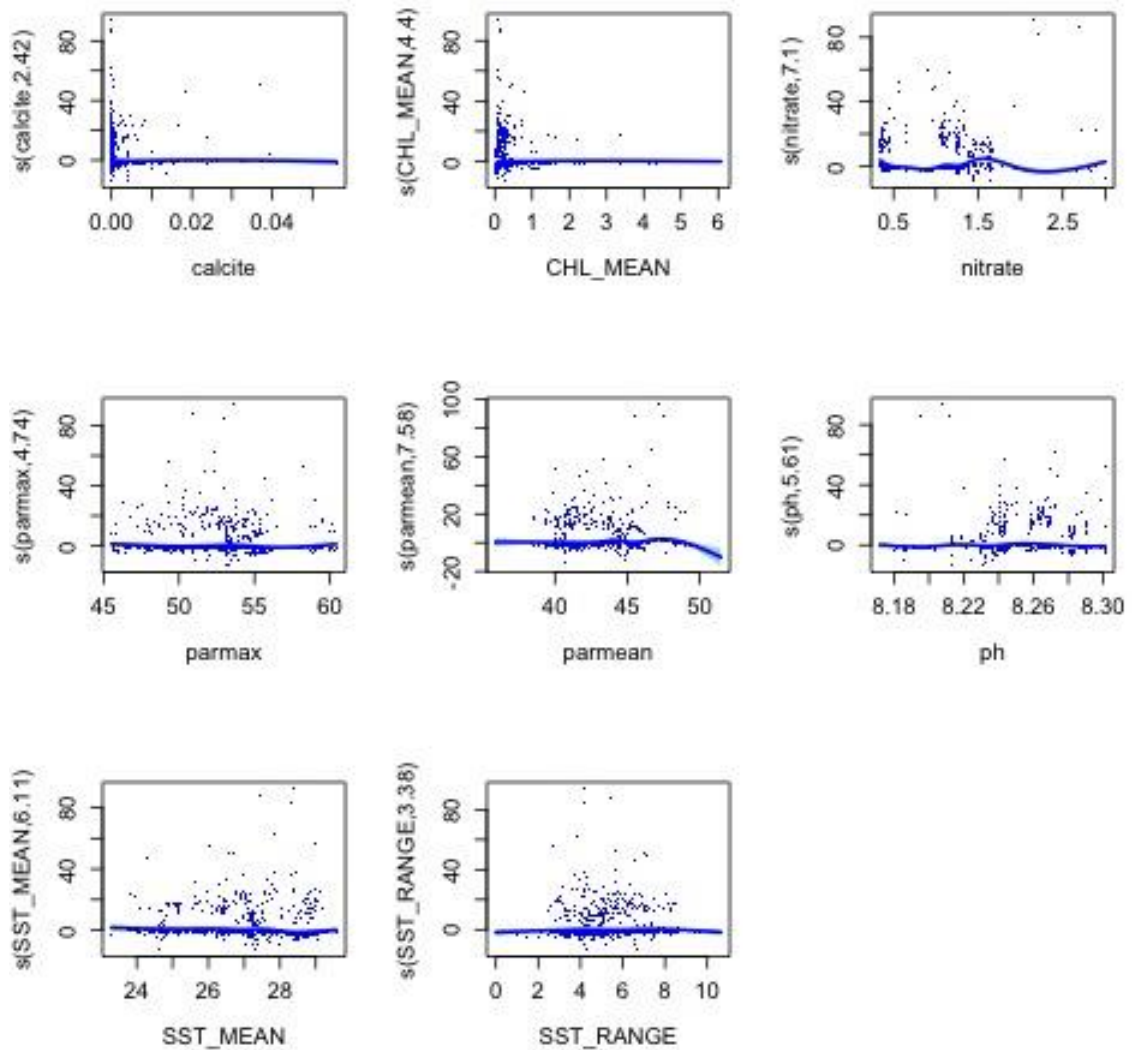 s(calcite,2.42)
80
40
0
0.00 0.02 0.04
calcite
s(CHL_MEAN,4.4)
80
40
0
0 1 2 3 4 5 6
CHL_MEAN
s(nitrate,7.1)
80
40
0
0.5 1.5 2.5
nitrate
s(parmax,4.74)
80
40
0
45 50 55 60
parmax
s(parmean,7.58)
100
60
20
-20
40 45 50
parmean
s(ph,5.61)
80
40
0
8.18 8.22 8.26 8.30
ph
s(SST_MEAN,6.11)
80
40
0
24 26 28
SST_MEAN
s(SST_RANGE,3.38)
80
40
0
0 2 4 6 8 10
SST_RANGE